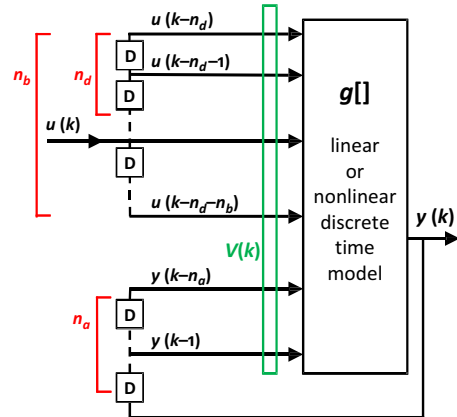 u (k–nd)
D
nb
nd
u (k–nd–1)
D
g[]
u (k)
D
linear
or
nonlinear
discrete
time
model
u (k–nd–nb)
y (k)
V(k)
y (k–na)
D
na
y (k–1)
D